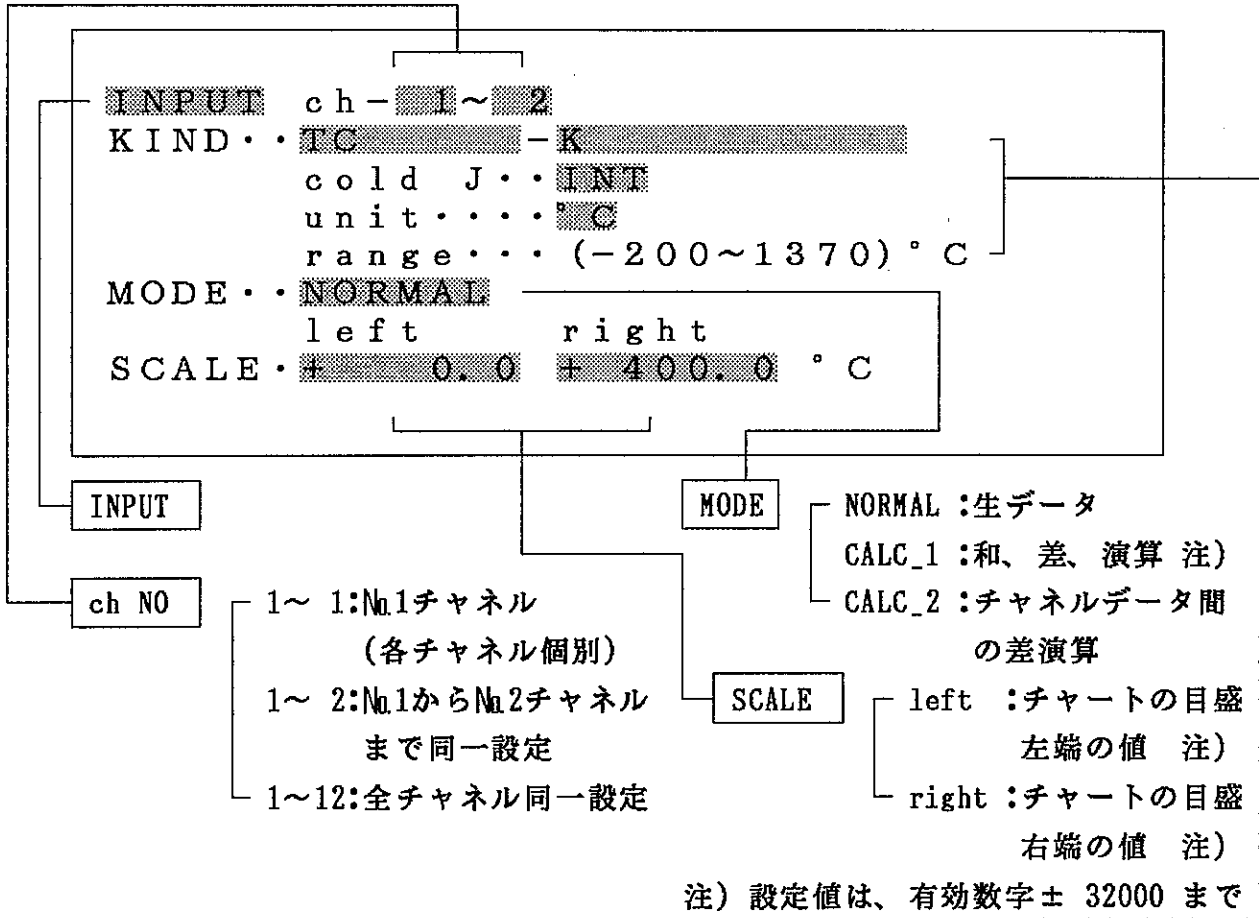 INPUT ch- 1~ 2
KIND・・TC -K
cold J・・INT
unit・・・・°C
range・・・(-200~1370)°C
MODE・・NORMAL
left right
SCALE・+ 0.0 + 400.0 °C
INPUT
ch NO
1~ 1:№1チャネル
(各チャネル個別)
1~ 2:№1から№2チャネル
まで同一設定
1~12:全チャネル同一設定
MODE
NORMAL :生データ
CALC_1 :和、差、演算 注)
CALC_2 :チャネルデータ間
の差演算
SCALE
left :チャートの目盛
左端の値 注)
right :チャートの目盛
右端の値 注)
注) 設定値は、有効数字± 32000 まで